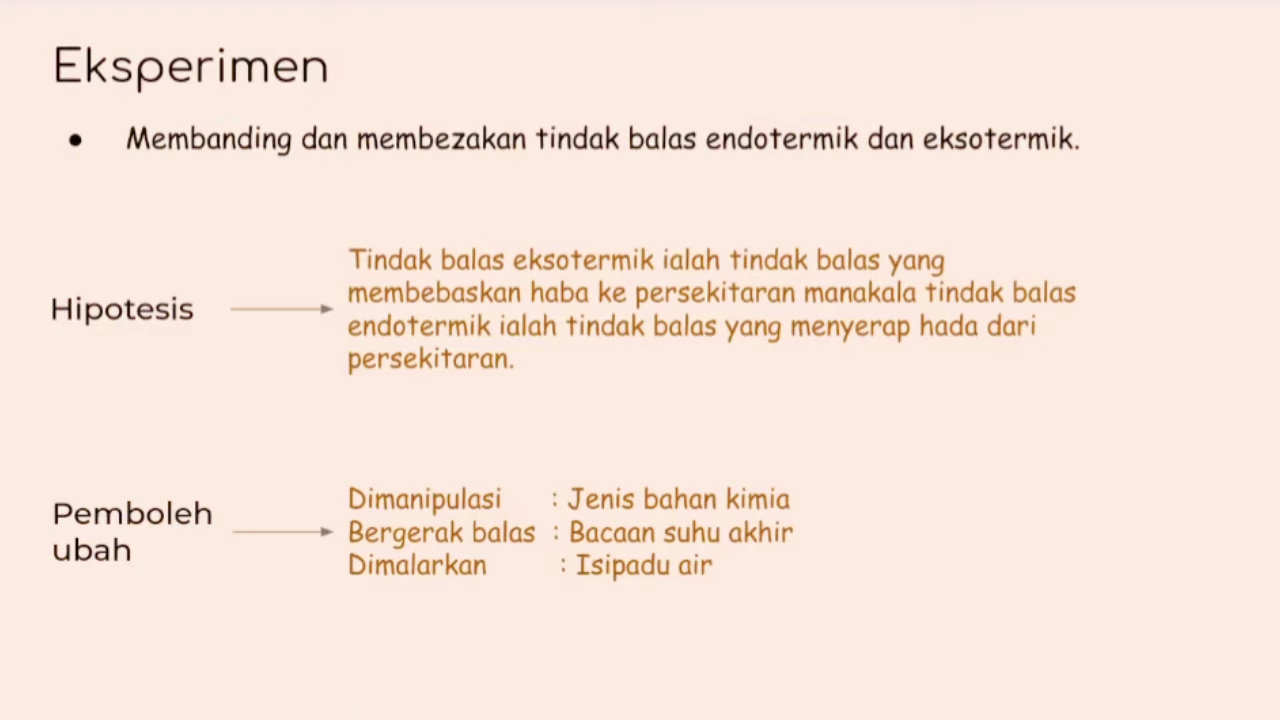 Eksperimen
● Membanding dan membezakan tindak balas endotermik dan eksotermik.
Tindak balas eksotermik ialah tindak balas yang
membebaskan haba ke persekitaran manakala tindak balas
Hipotesis
endotermik ialah tindak balas yang menyerap hada dari
persekitaran.
Pemboleh
ubah
Dimanipulasi : Jenis bahan kimia
Bergerak balas : Bacaan suhu akhir
Dimalarkan : Isipadu air